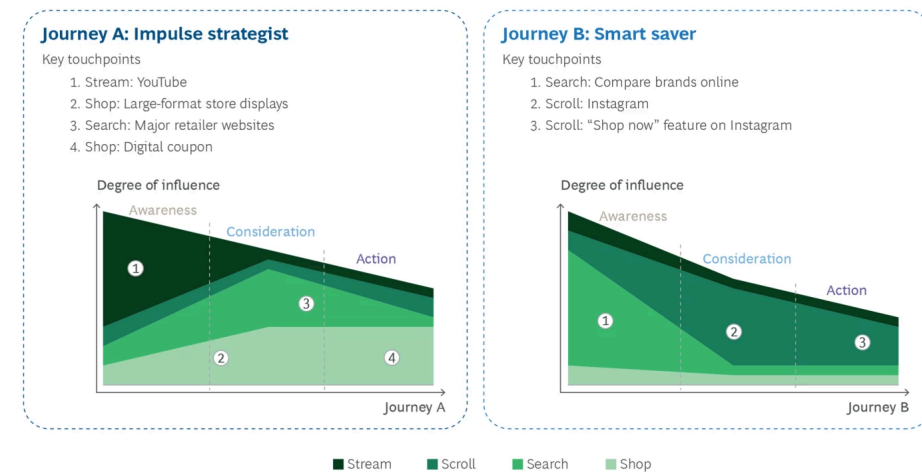 Journey A: Impulse strategist
Key touchpoints
1. Stream: YouTube
2. Shop: Large-format store displays
3. Search: Major retailer websites
4. Shop: Digital coupon
Degree of influence
Awareness
Consideration
Action
1
3
2
4
Journey A
Journey B: Smart saver
Key touchpoints
1. Search: Compare brands online
2. Scroll: Instagram
3. Scroll: “Shop now” feature on Instagram
Degree of influence
Awareness
Consideration
Action
1
2
3
Journey B
Stream Scroll Search Shop